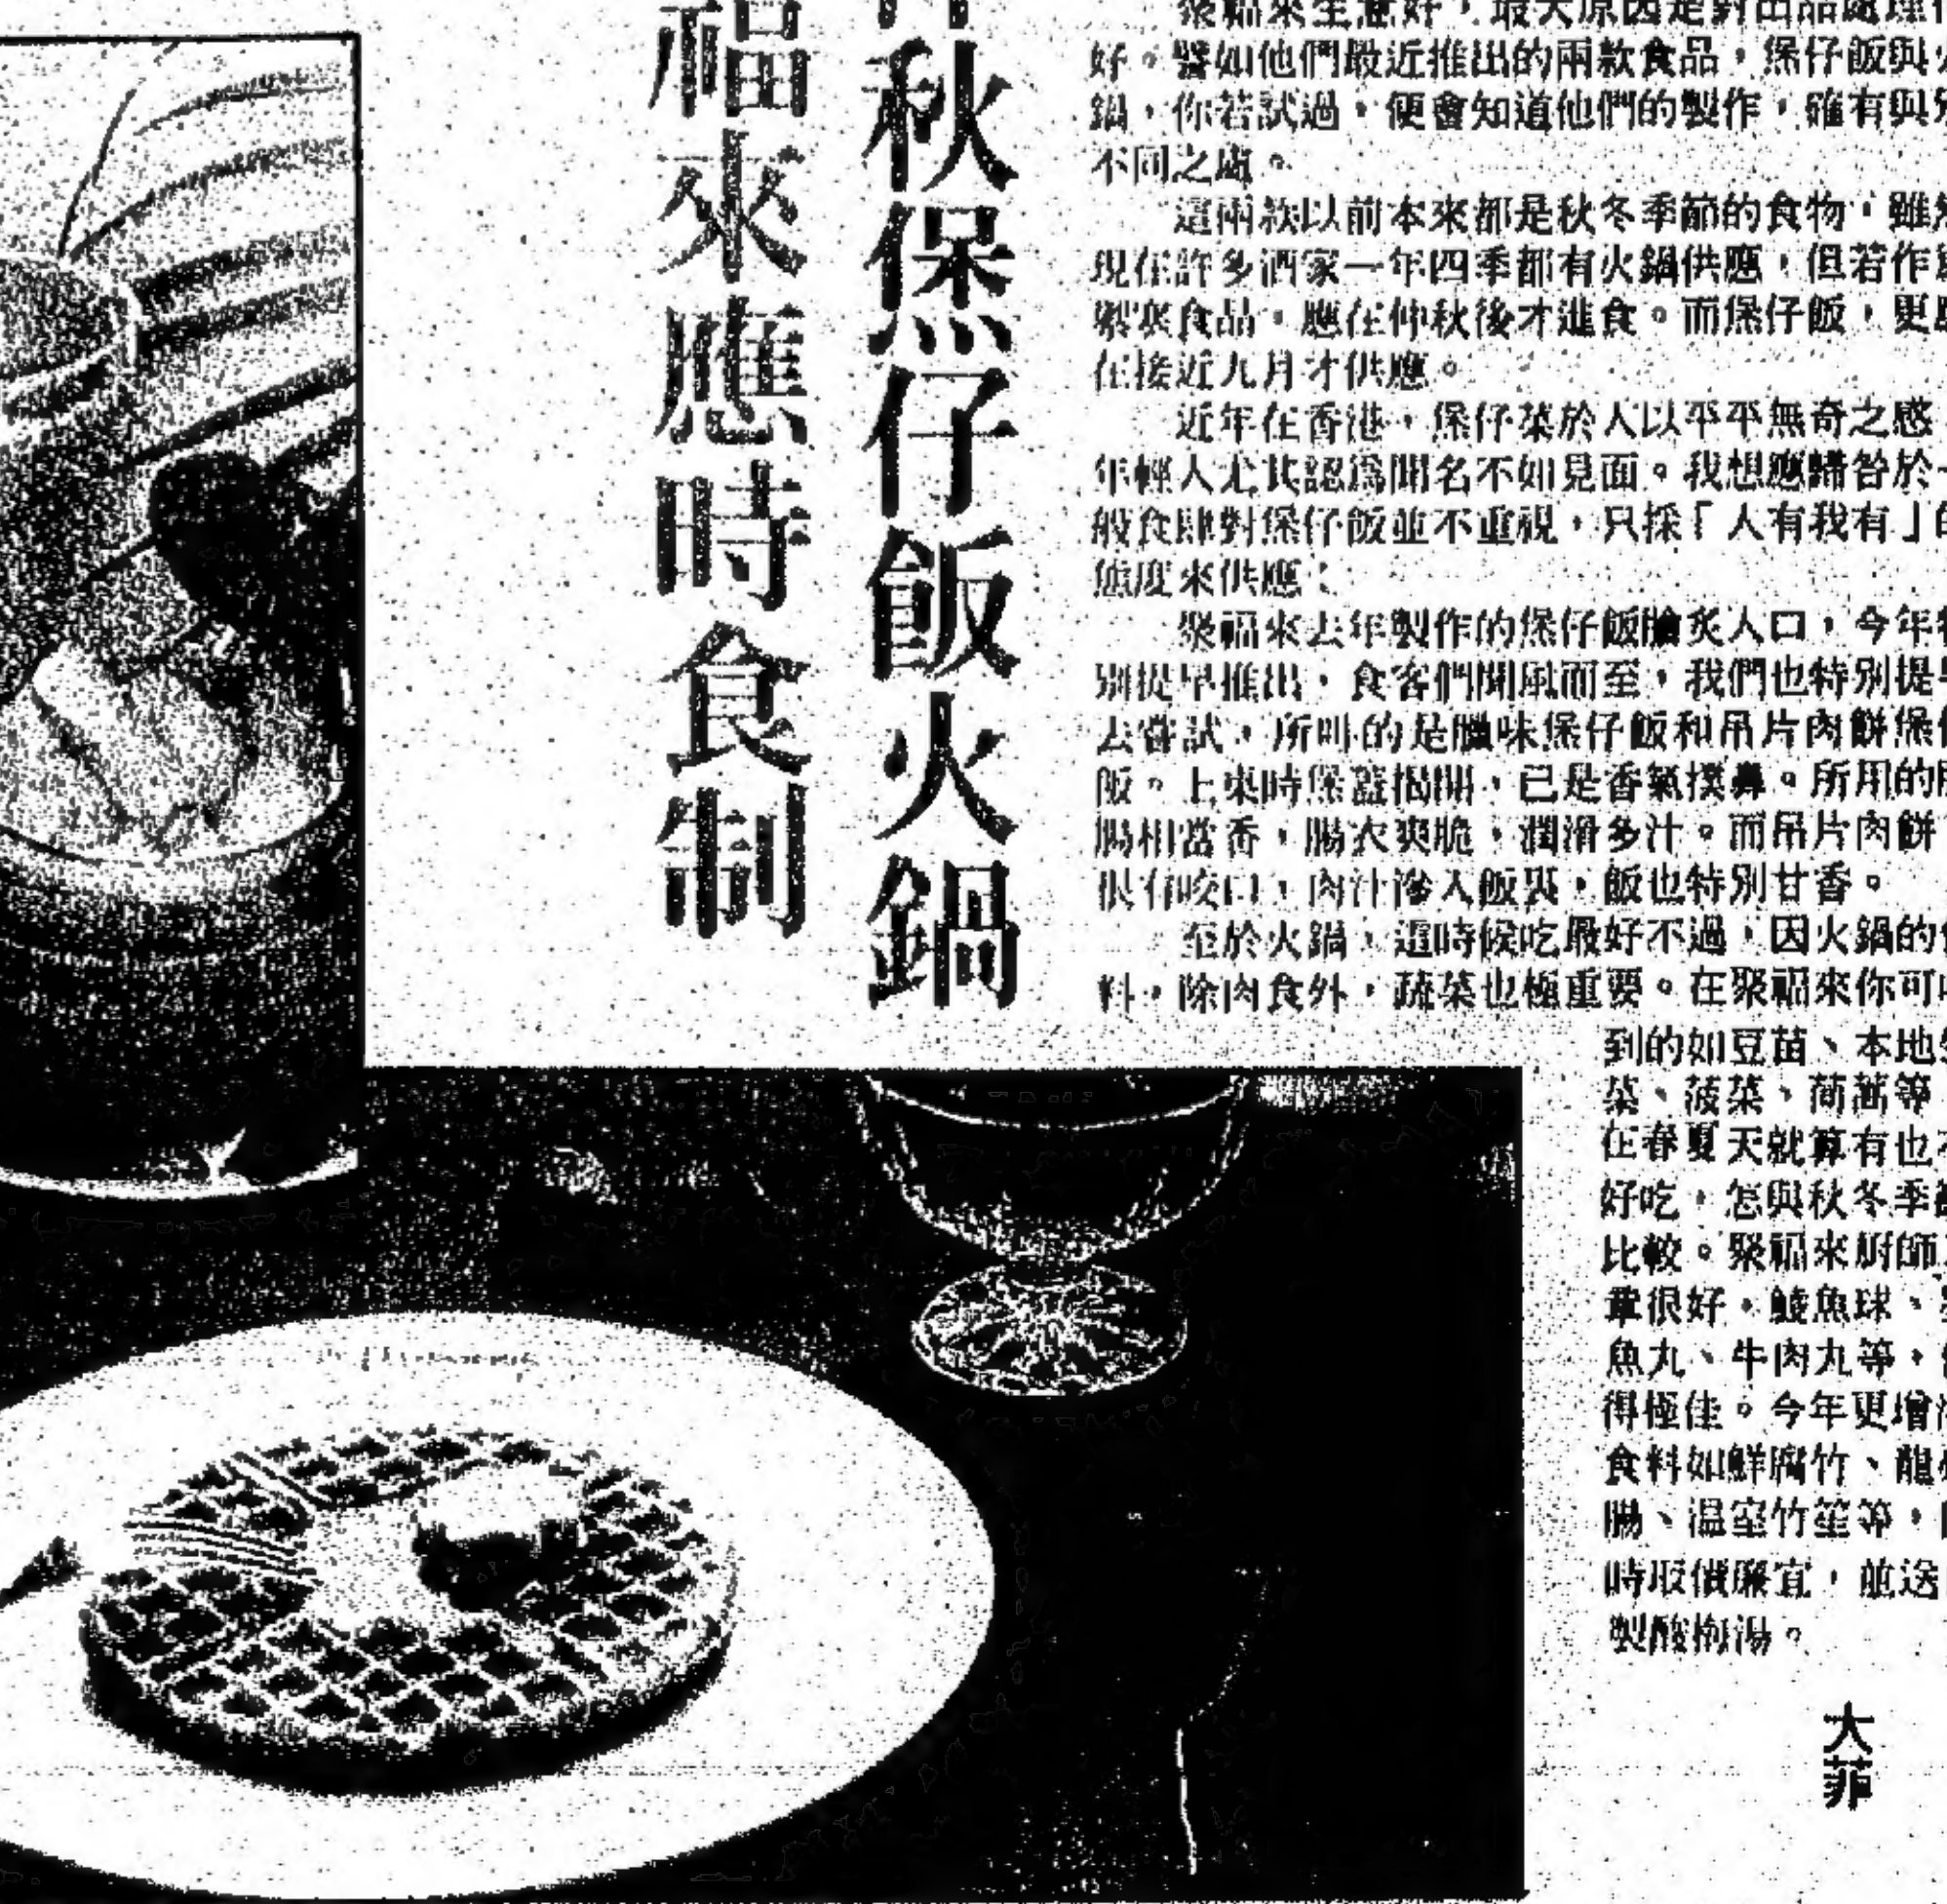 秋煲仔飯火鍋
福來應時食制
聚福來生意好，最大原因是對出品處理
好。譬如他們最近推出的兩款食品，煲仔飯與
鍋，你若試過，便會知道他們的製作，確有與
不同之處。
這兩款以前本來都是秋冬季節的食物，雖
現在許多酒家一年四季都有火鍋供應，但若作
禦寒食品，應在仲秋後才進食。而煲仔飯，更
在接近九月才供應。
近年在香港，煲仔菜於人以平平無奇之感
年輕人尤其認爲聞名不如見面。我想應歸咎於
般食肆對煲仔飯並不重視，只採「人有我有」的
態度來供應：
聚福來去年製作的煲仔飯膾炙人口，今年特
別提早推出，食客們聞風而至，我們也特別提早
去嘗試，所叫的是臘味煲仔飯和吊片肉餅煲仔
飯。上來時煲蓋揭開，已是香氣撲鼻。所用的
腸相當香，腸衣爽脆，潤滑多汁。而吊片肉餅
很有咬口，肉汁滲入飯裏，飯也特別甘香。
至於火鍋，這時候吃最好不過，因火鍋的
料，除肉食外，蔬菜也極重要。在聚福來你可
到的如豆苗、本地
菜、菠菜、茼蒿等
在春夏天就算有也
好吃，怎與秋冬季
比較。聚福來廚師
章很好，鯪魚球、
魚丸、牛肉丸等，
得極佳。今年更增
食料如鮮腐竹、龍
腸、温室竹笙等，
時取價廉宜，並送
製酸梅湯。
大菲